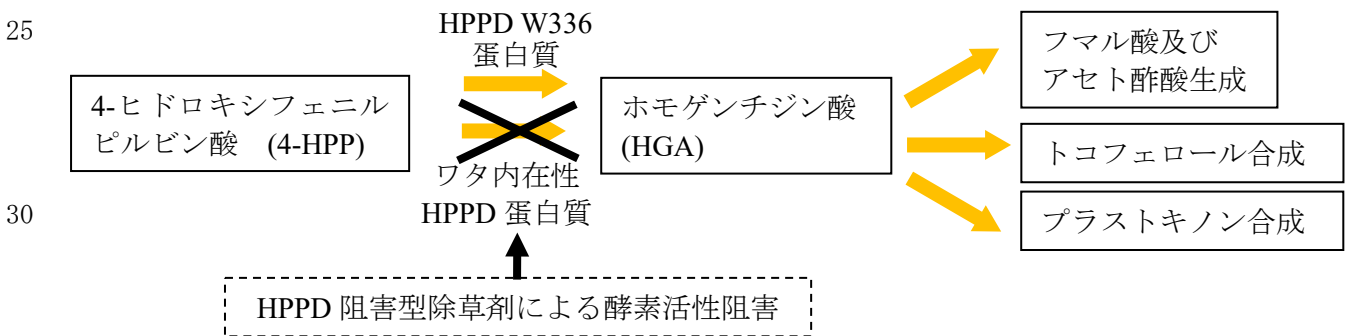 25
HPPD W336
蛋白質
4-ヒドロキシフェニル
ピルビン酸 (4-HPP)
ワタ内在性
HPPD 蛋白質
ホモゲンチジン酸
(HGA)
フマル酸及び
アセト酢酸生成
トコフェロール合成
プラストキノン合成
30
HPPD 阻害型除草剤による酵素活性阻害